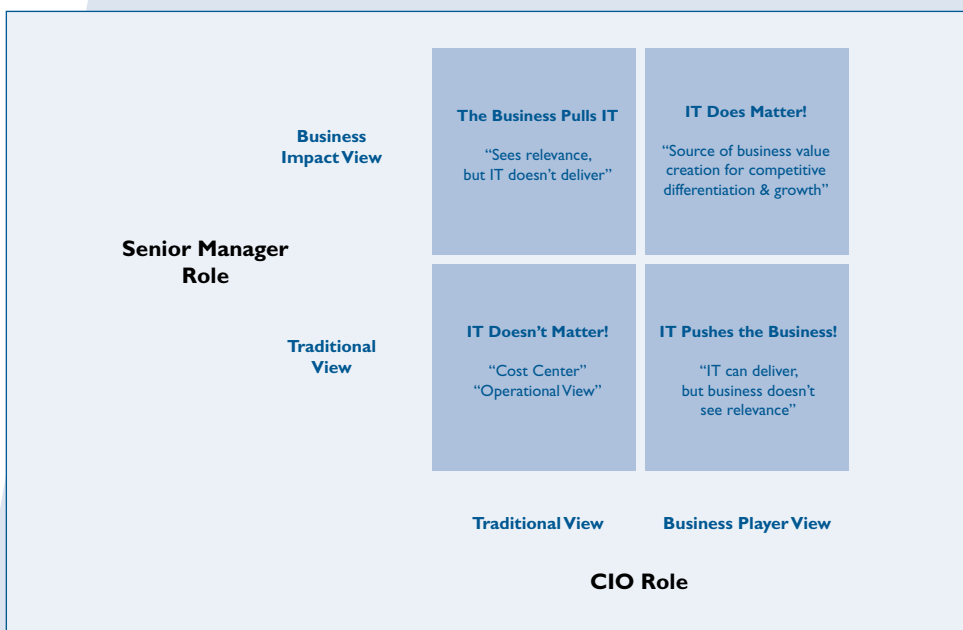 The Business Pulls IT
“Sees relevance,
but IT doesn’t deliver”
IT Does Matter!
“Source of business value
creation for competitive
differentiation & growth”
Business
Impact View
Senior Manager
Role
IT Doesn’t Matter!
“Cost Center”
“Operational View”
IT Pushes the Business!
“IT can deliver,
but business doesn’t
see relevance”
Traditional
View
Traditional View
Business Player View
CIO Role